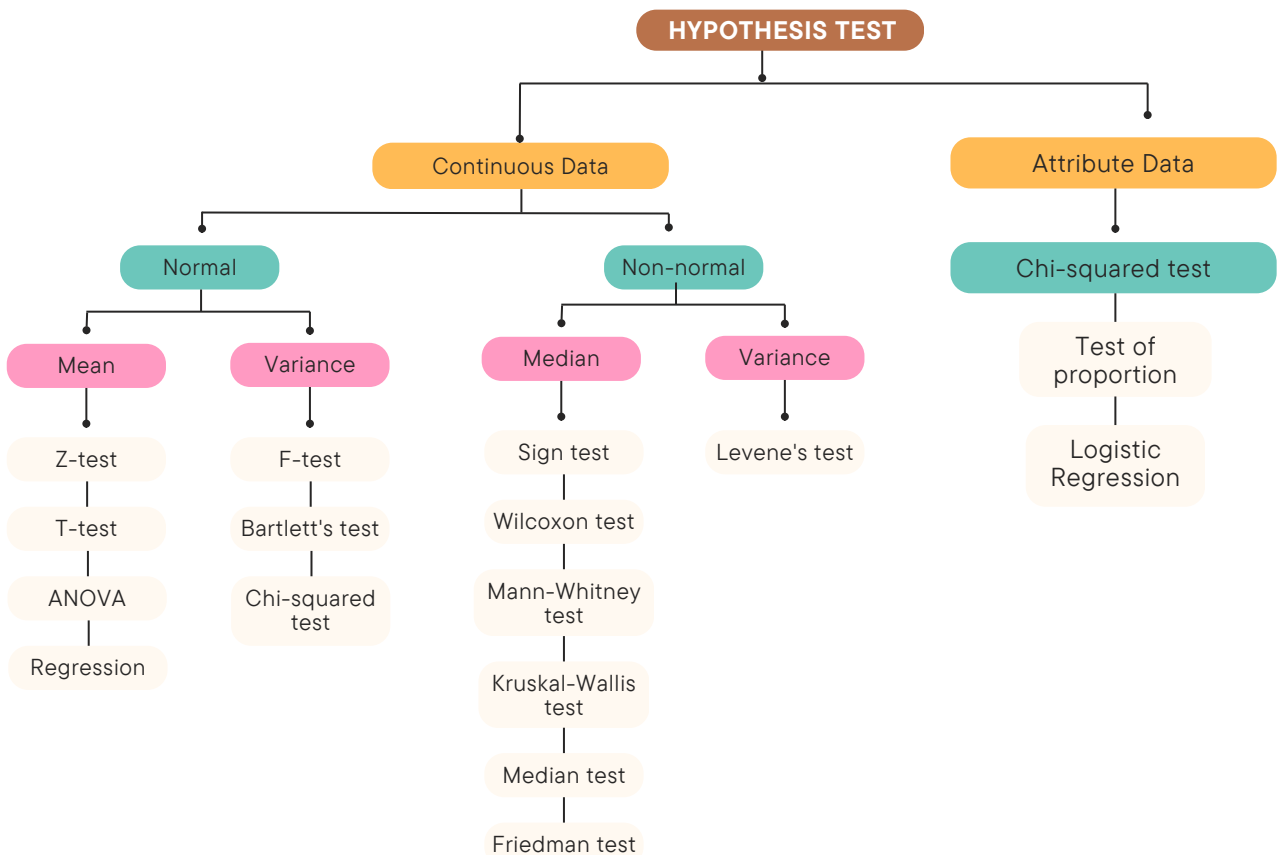 HYPOTHESIS TEST
Continuous Data
Attribute Data
Normal
Non-normal
Chi-squared test
Mean
Variance
Median
Variance
Test of
proportion
Z-test
F-test
Sign test
Levene's test
Logistic
Regression
T-test
Bartlett's test
Wilcoxon test
ANOVA
Chi-squared
test
Mann-Whitney
test
Regression
Kruskal-Wallis
test
Median test
Friedman test